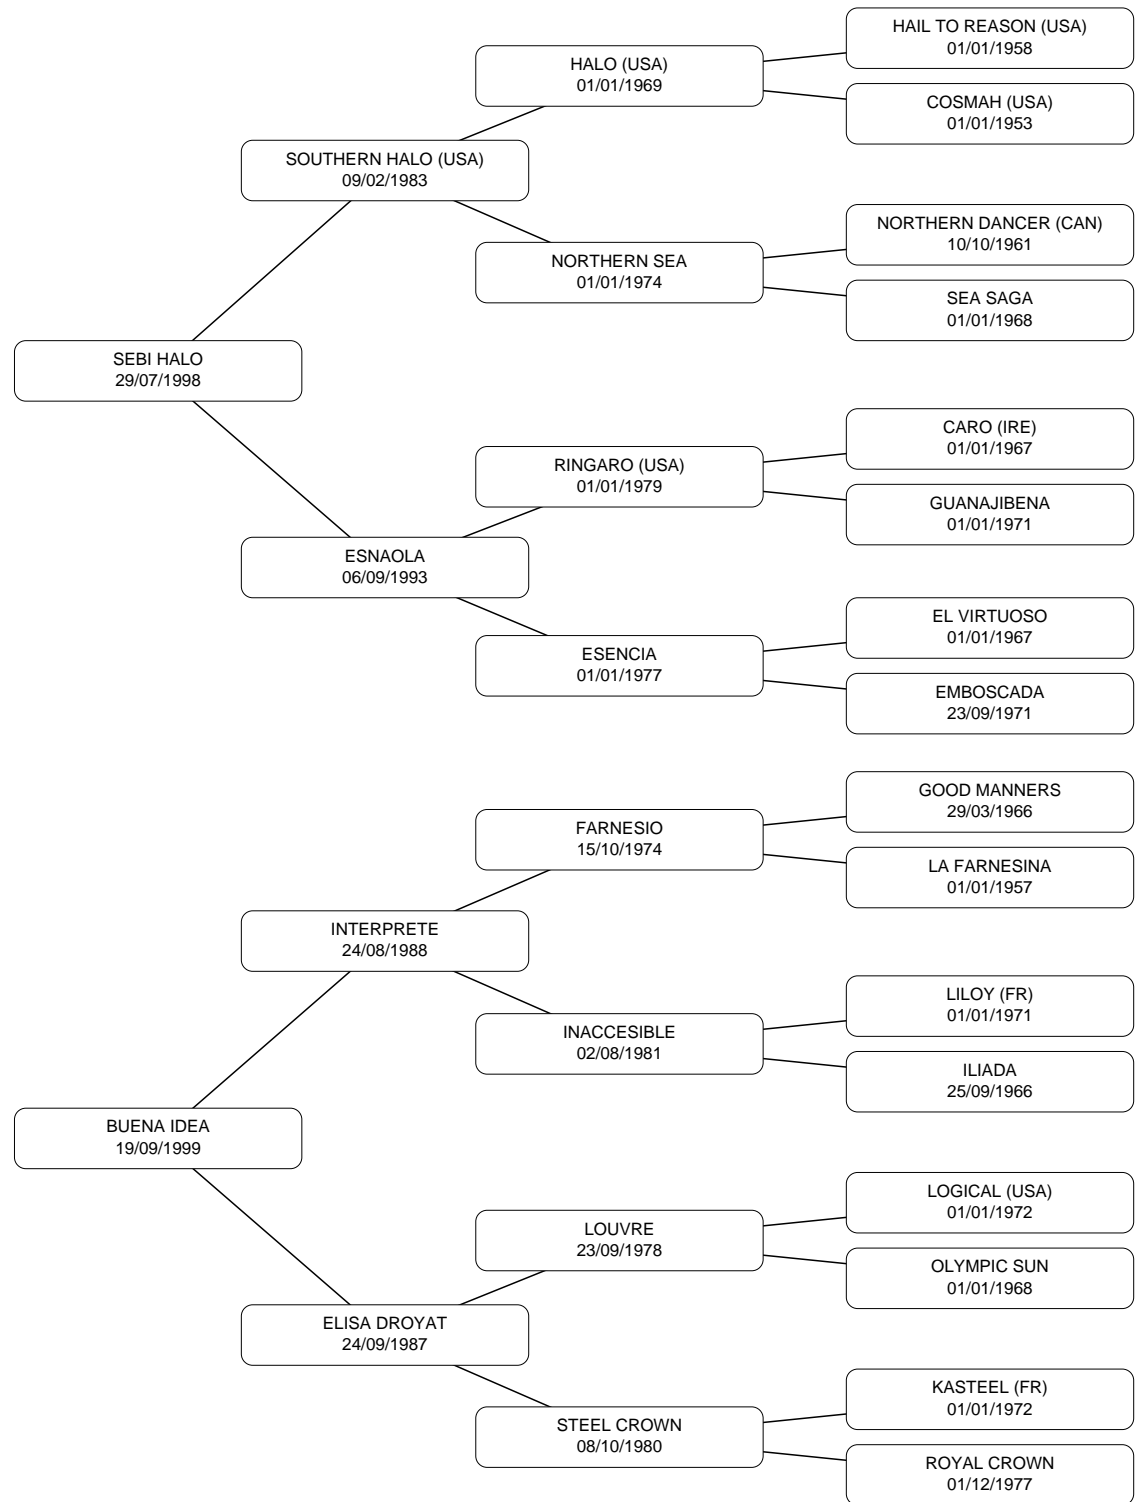 HAIL TO REASON (USA)
01/01/1958
HALO (USA)
01/01/1969
COSMAH (USA)
01/01/1953
SOUTHERN HALO (USA)
09/02/1983
NORTHERN DANCER (CAN)
10/10/1961
NORTHERN SEA
01/01/1974
SEA SAGA
01/01/1968
SEBI HALO
29/07/1998
CARO (IRE)
01/01/1967
RINGARO (USA)
01/01/1979
GUANAJIBENA
01/01/1971
ESNAOLA
06/09/1993
EL VIRTUOSO
01/01/1967
ESENCIA
01/01/1977
EMBOSCADA
23/09/1971
GOOD MANNERS
29/03/1966
FARNESIO
15/10/1974
LA FARNESINA
01/01/1957
INTERPRETE
24/08/1988
LILOY (FR)
01/01/1971
INACCESIBLE
02/08/1981
ILIADA
25/09/1966
BUENA IDEA
19/09/1999
LOGICAL (USA)
01/01/1972
LOUVRE
23/09/1978
OLYMPIC SUN
01/01/1968
ELISA DROYAT
24/09/1987
KASTEEL (FR)
01/01/1972
STEEL CROWN
08/10/1980
ROYAL CROWN
01/12/1977